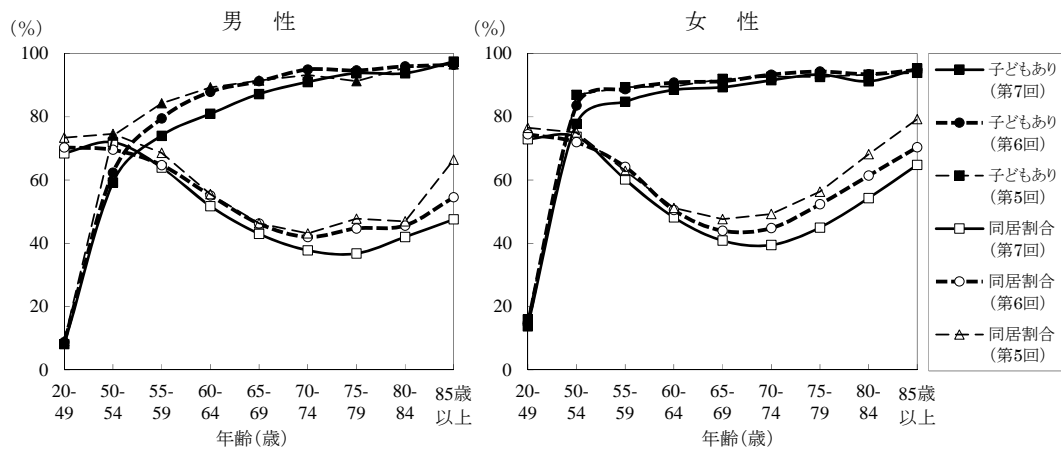 男 性
(%)
100
80
60
40
20
0
20-
49
50-
54
55-
59
60-
64
65-
69
70-
74
75-
79
80-
84
85歳
以上
年齢(歳)
女 性
(%)
100
80
60
40
20
0
20-
49
50-
54
55-
59
60-
64
65-
69
70-
74
75-
79
80-
84
85歳
以上
年齢(歳)
子どもあり
(第7回)
子どもあり
(第6回)
子どもあり
(第5回)
同居割合
(第7回)
同居割合
(第6回)
同居割合
(第5回)